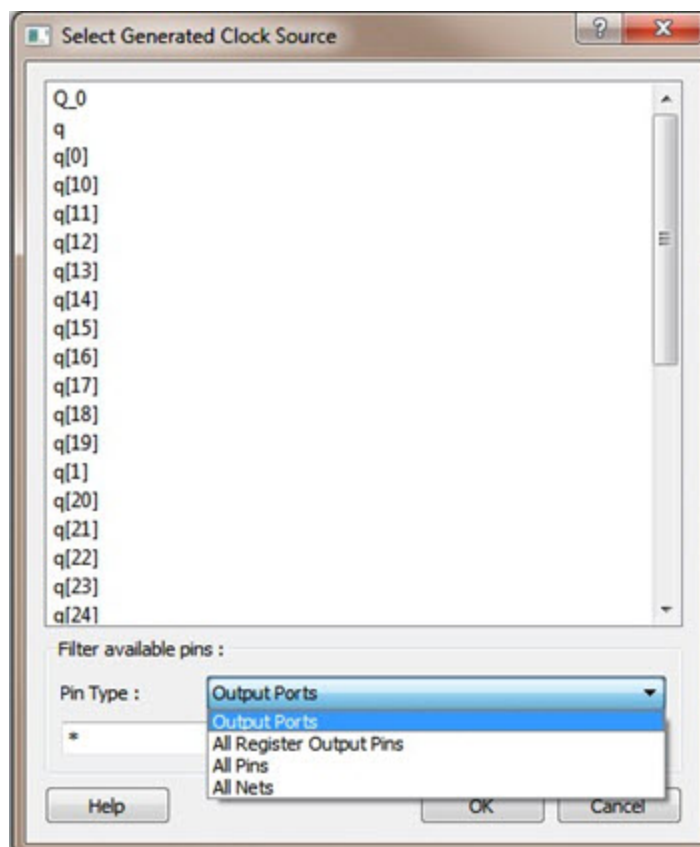 Select Generated Clock Source
Q_0
q
q[0]
q[10]
q[11]
q[12]
q[13]
q[14]
q[15]
q[16]
q[17]
q[18]
q[19]
q[1]
q[20]
q[21]
q[22]
q[23]
q[24]
Filter available pins :
Pin Type : Output Ports
Output Ports
* All Register Output Pins
All Pins
All Nets
Help OK Cancel